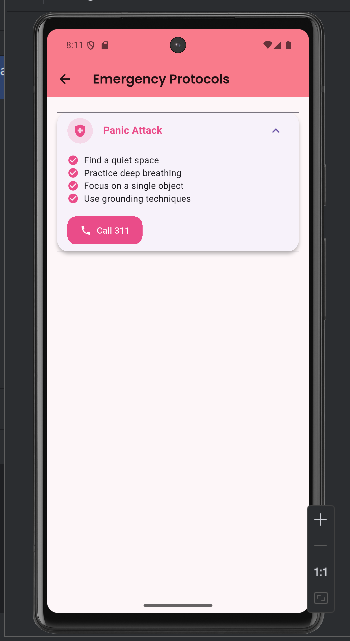 8:11
Emergency Protocols
Panic Attack
Find a quiet space
Practice deep breathing
Focus on a single object
Use grounding techniques
Call 311
1:1